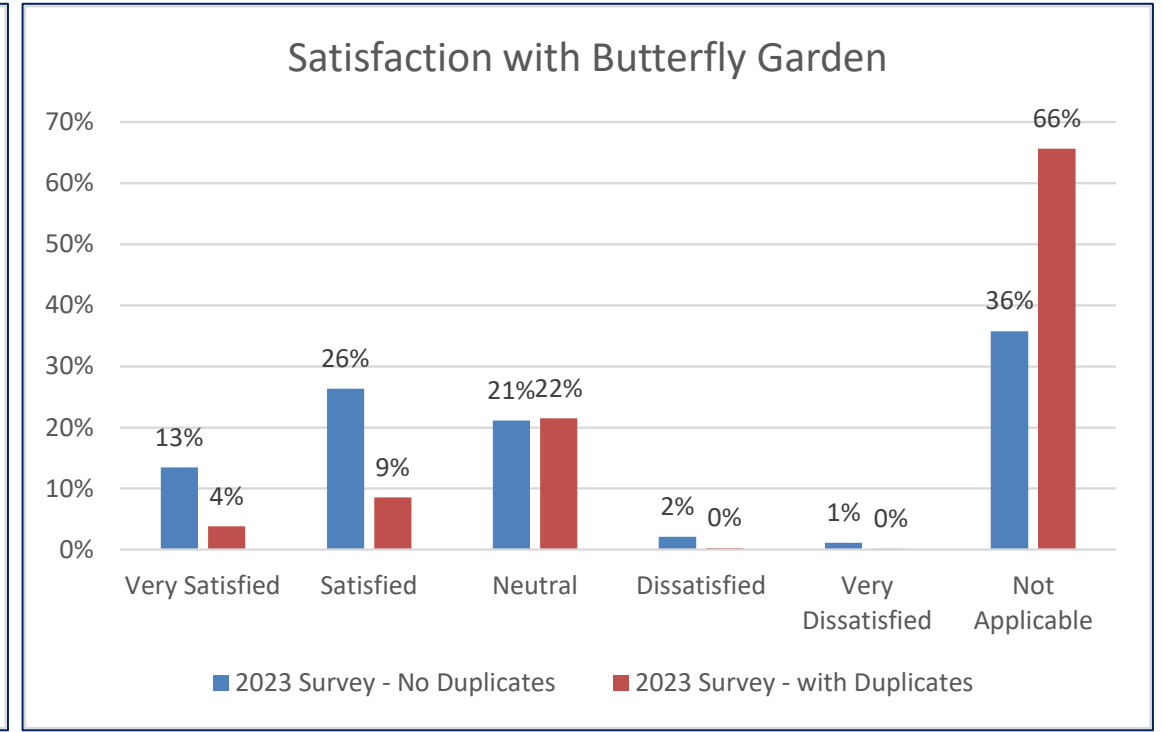 Satisfaction with Butterfly Garden
70%
60%
50%
40%
30%
20%
10%
0%
13%
4%
26%
9%
21%
22%
2%
0%
1%
0%
36%
66%
Very Satisfied
Satisfied
Neutral
Dissatisfied
Very
Dissatisfied
Not
Applicable
2023 Survey - No Duplicates
2023 Survey - with Duplicates